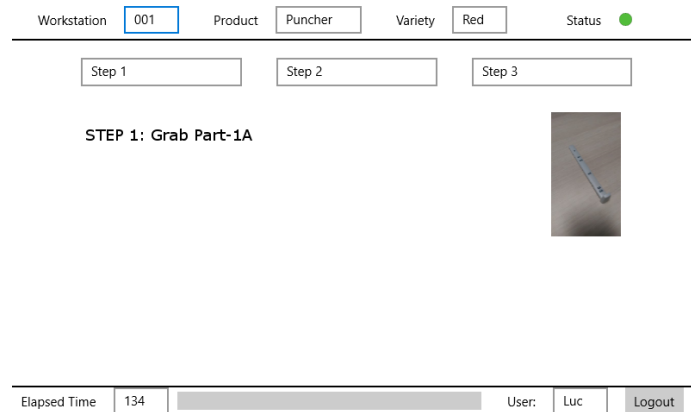 Workstation 001 Product Puncher Variety Red Status
Step 1 Step 2 Step 3
STEP 1: Grab Part-1A
Elapsed Time 134 User: Luc Logout